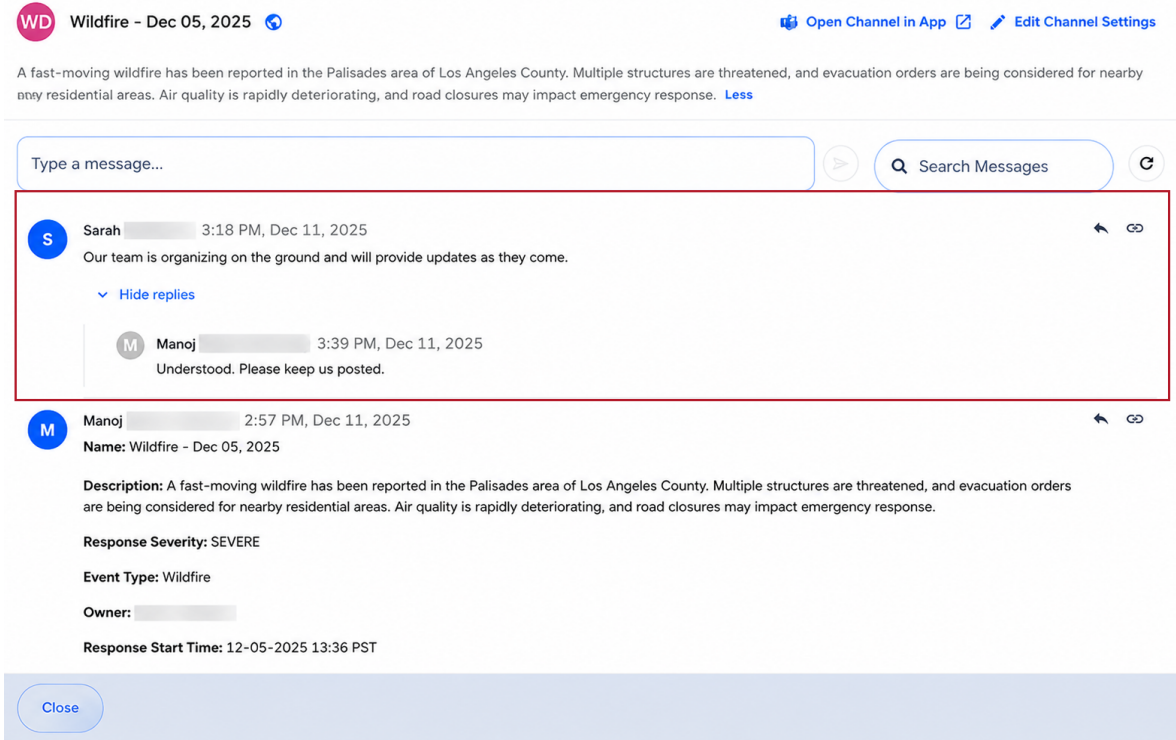 WD Wildfire - Dec 05, 2025 Open Channel in App Edit Channel Settings
A fast-moving wildfire has been reported in the Palisades area of Los Angeles County. Multiple structures are threatened, and evacuation orders are being considered for nearby
residential areas. Air quality is rapidly deteriorating, and road closures may impact emergency response. Less
Type a message... Search Messages
S Sarah 3:18 PM, Dec 11, 2025
Our team is organizing on the ground and will provide updates as they come.
Hide replies
M Manoj 3:39 PM, Dec 11, 2025
Understood. Please keep us posted.
M Manoj 2:57 PM, Dec 11, 2025
Name: Wildfire - Dec 05, 2025
Description: A fast-moving wildfire has been reported in the Palisades area of Los Angeles County. Multiple structures are threatened, and evacuation orders
are being considered for nearby residential areas. Air quality is rapidly deteriorating, and road closures may impact emergency response.
Response Severity: SEVERE
Event Type: Wildfire
Owner:
Response Start Time: 12-05-2025 13:36 PST
Close